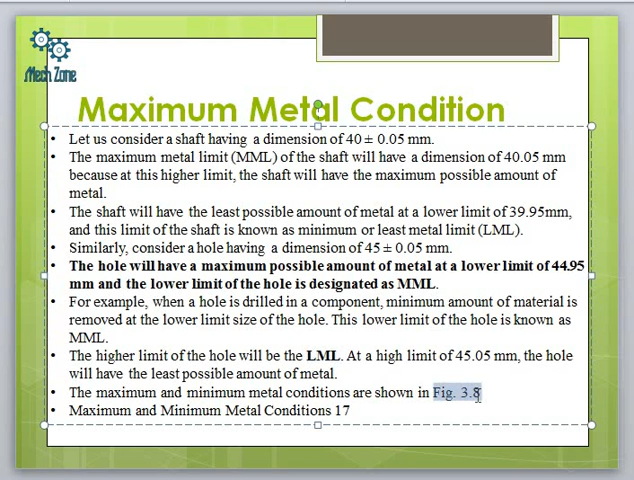 Mech Zone
Maximum Metal Condition
• Let us consider a shaft having a dimension of 40 ± 0.05 mm.
• The maximum metal limit (MML) of the shaft will have a dimension of 40.05 mm
because at this higher limit, the shaft will have the maximum possible amount of
metal.
• The shaft will have the least possible amount of metal at a lower limit of 39.95mm,
and this limit of the shaft is known as minimum or least metal limit (LML).
• Similarly, consider a hole having a dimension of 45 ± 0.05 mm.
• The hole will have a maximum possible amount of metal at a lower limit of 44.95
mm and the lower limit of the hole is designated as MML.
• For example, when a hole is drilled in a component, minimum amount of material is
removed at the lower limit size of the hole. This lower limit of the hole is known as
MML.
• The higher limit of the hole will be the LML. At a high limit of 45.05 mm, the hole
will have the least possible amount of metal.
• The maximum and minimum metal conditions are shown in Fig. 3.8
• Maximum and Minimum Metal Conditions 17